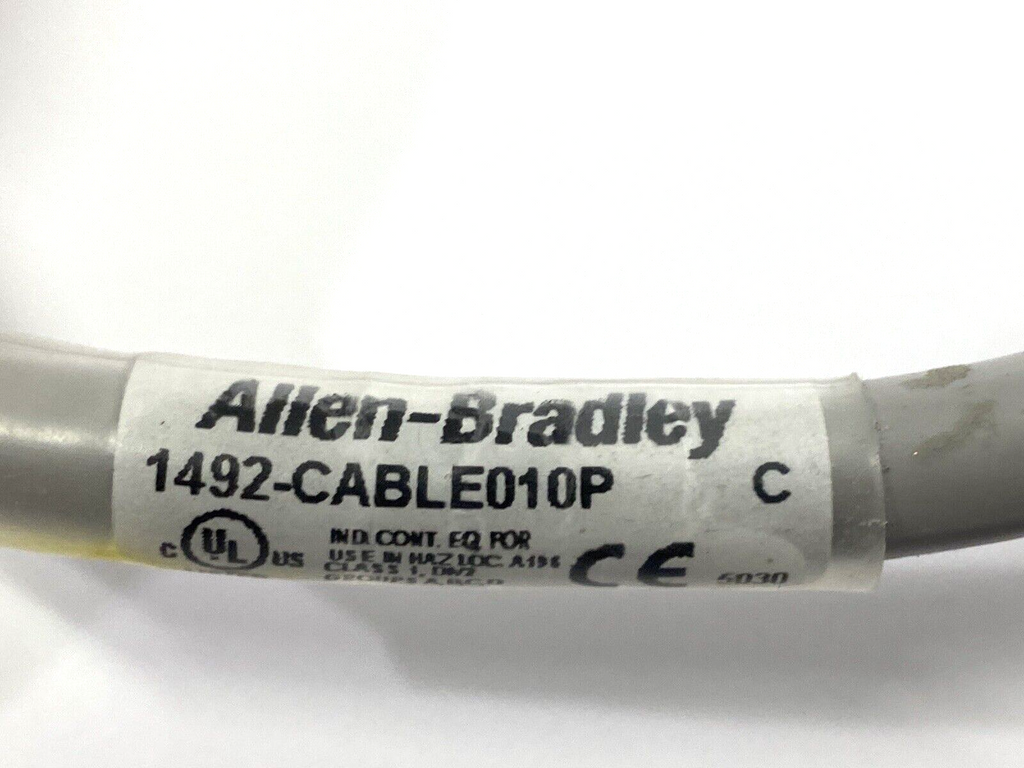 Allen-Bradley
1492-CABLE010P C
C UL US
IND. CONT. EQ. FOR
USE IN HAZ LOC. A196
CLASS 1, DIV2
GROUPS A,B,C,D
CE